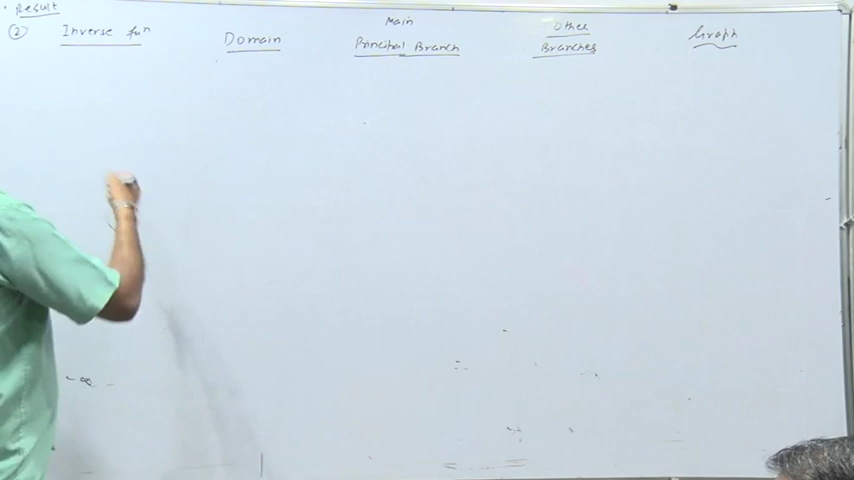 Result
② Inverse fun Domain Main Principal Branch Other Branches Graph
-∞